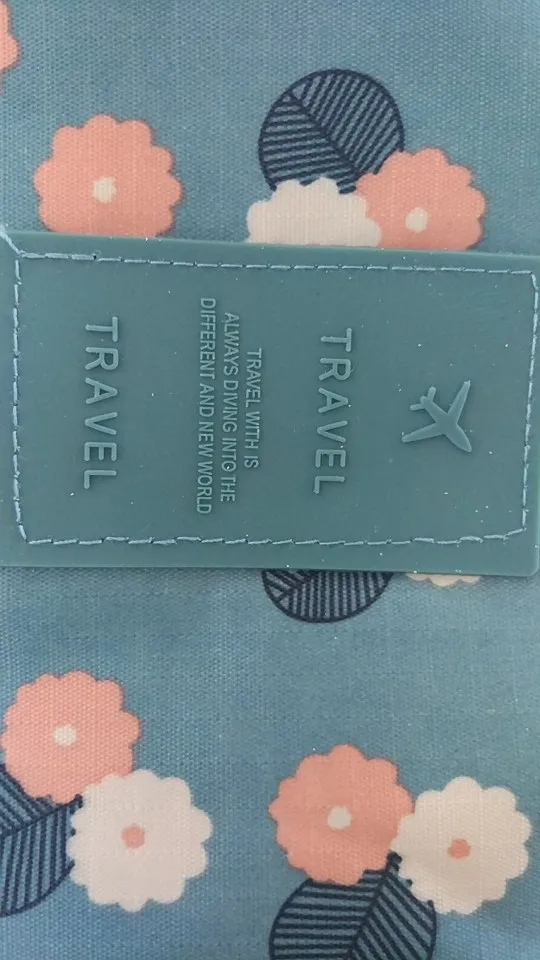 TRAVEL
TRAVEL WITH IS
ALWAYS DIVING INTO THE
DIFFERENT AND NEW WORLD
TRAVEL